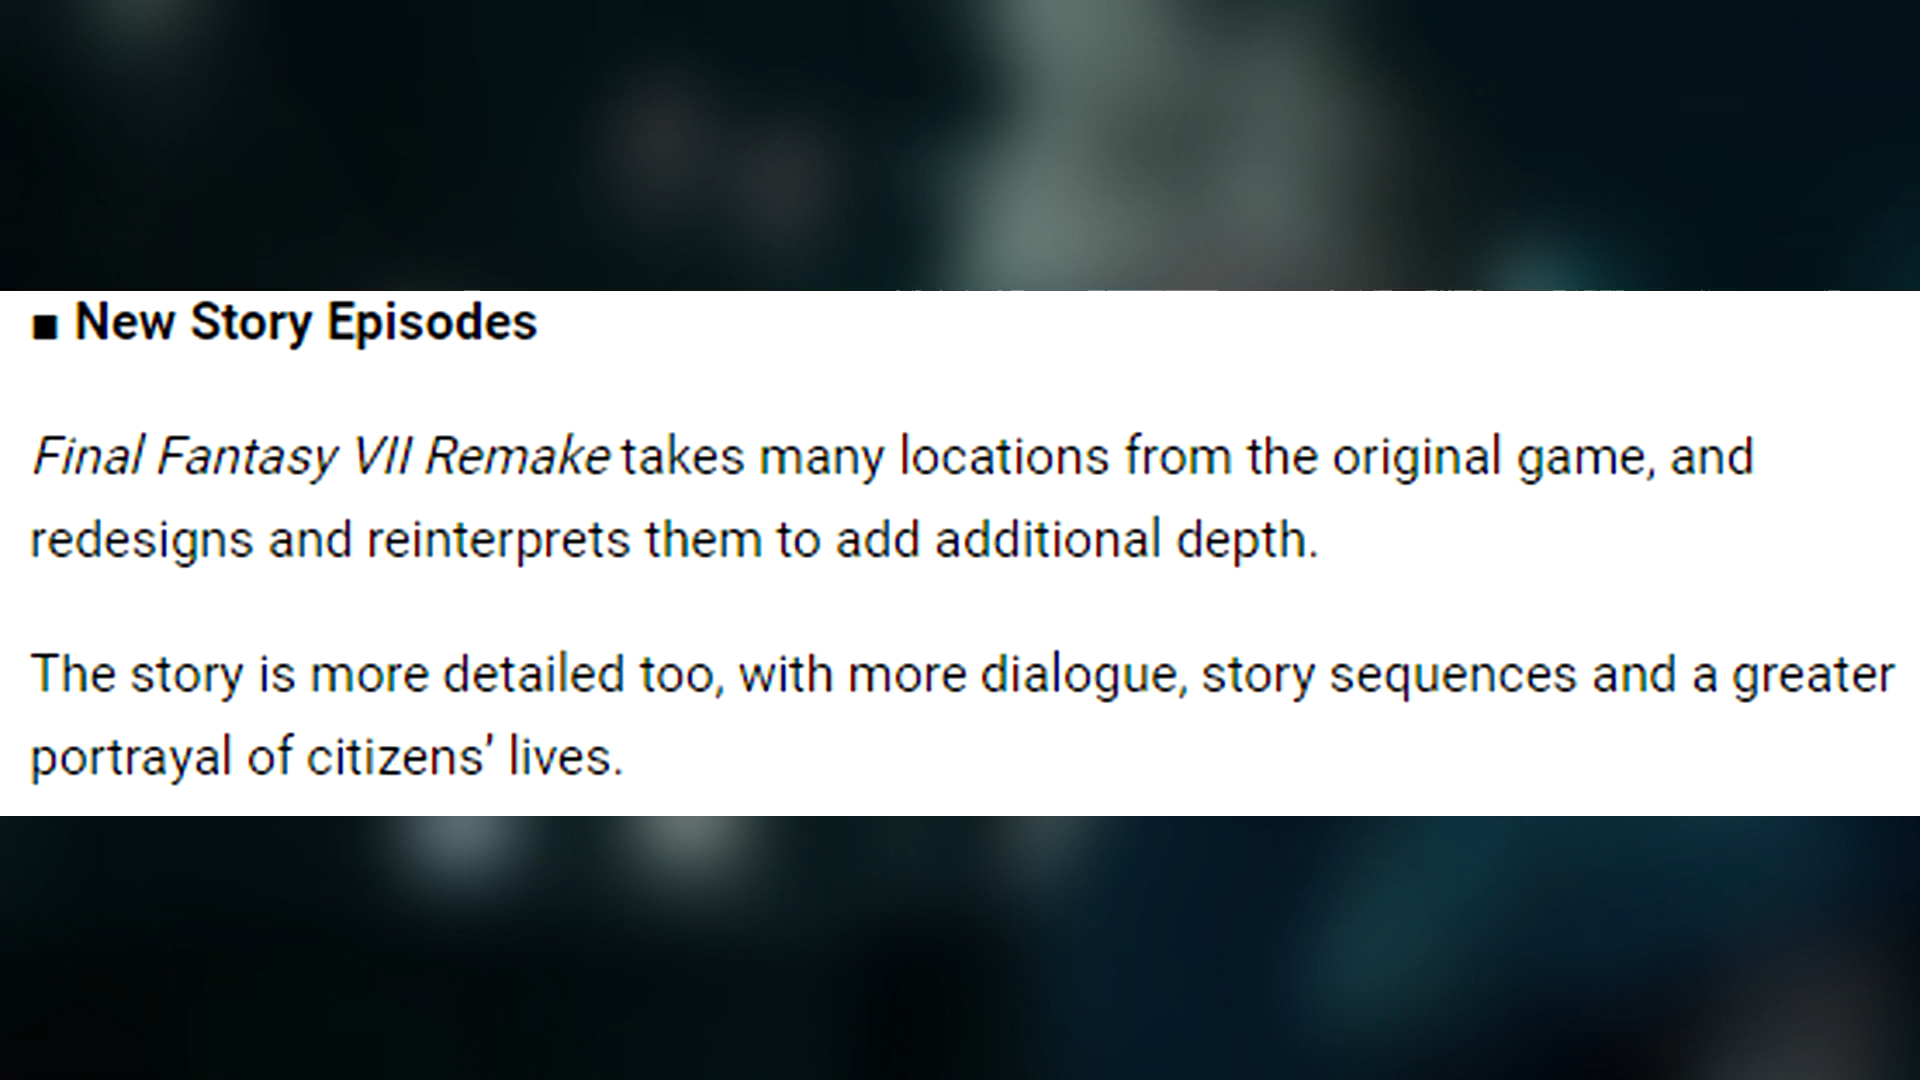 ■ New Story Episodes
Final Fantasy VII Remake takes many locations from the original game, and
redesigns and reinterprets them to add additional depth.
The story is more detailed too, with more dialogue, story sequences and a greater
portrayal of citizens’ lives.